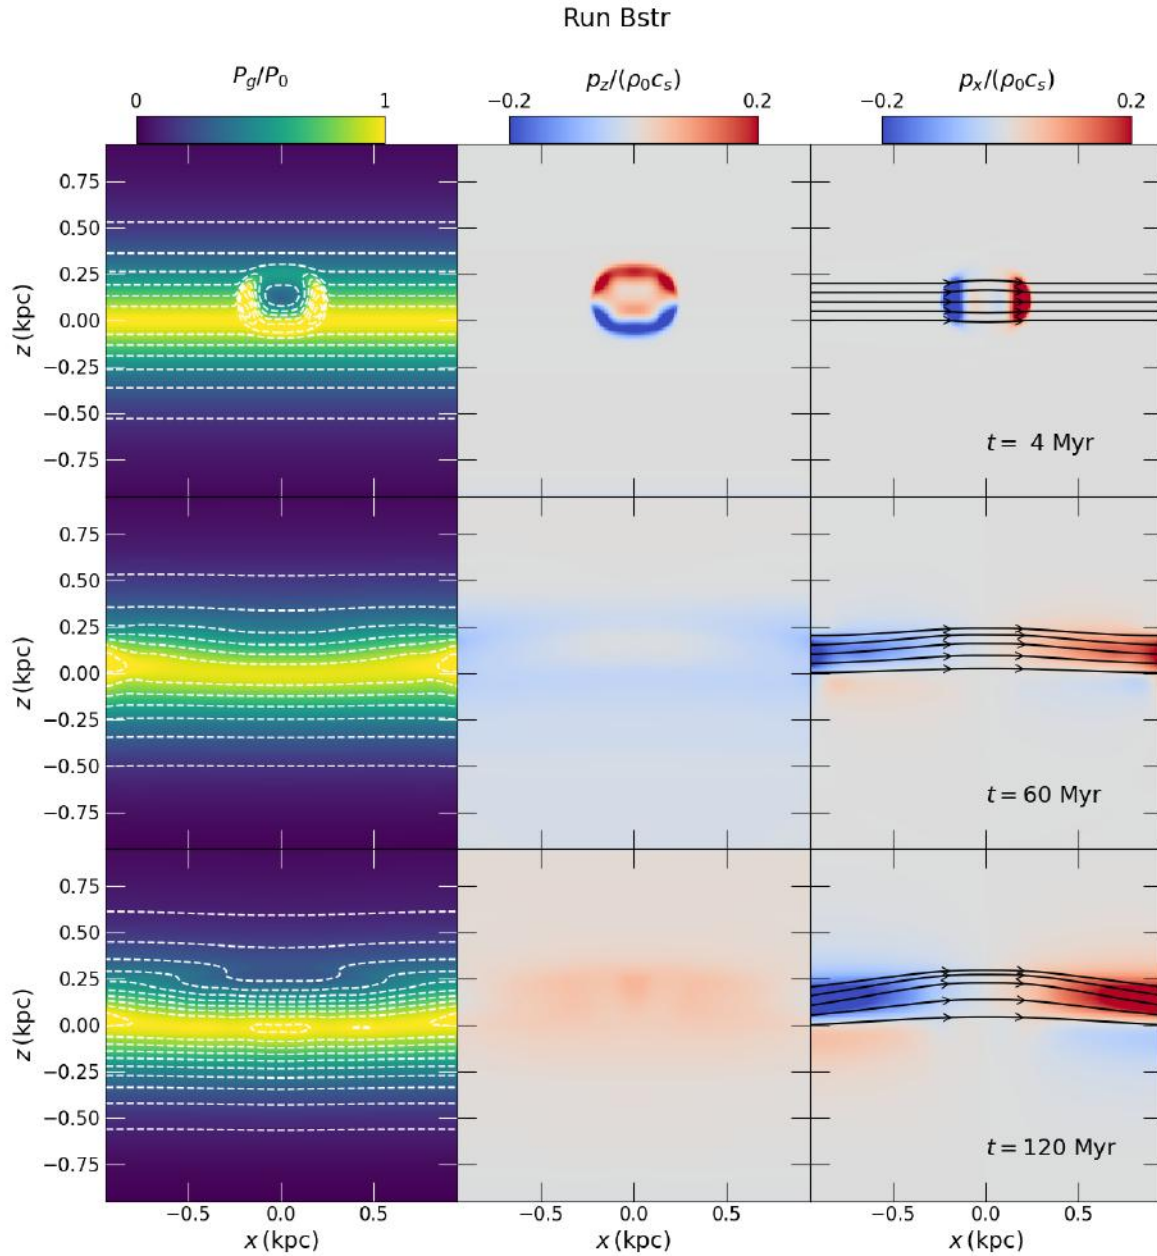 Run Bstr
P_g/P_0
p_z/(ρ_0c_s)
p_x/(ρ_0c_s)
0 1
−0.2 0.2
−0.2 0.2
0.75
0.50
0.25
0.00
−0.25
−0.50
−0.75
z (kpc)
t = 4 Myr
0.75
0.50
0.25
0.00
−0.25
−0.50
−0.75
z (kpc)
t = 60 Myr
0.75
0.50
0.25
0.00
−0.25
−0.50
−0.75
z (kpc)
t = 120 Myr
−0.5 0.0 0.5
−0.5 0.0 0.5
−0.5 0.0 0.5
x (kpc)
x (kpc)
x (kpc)